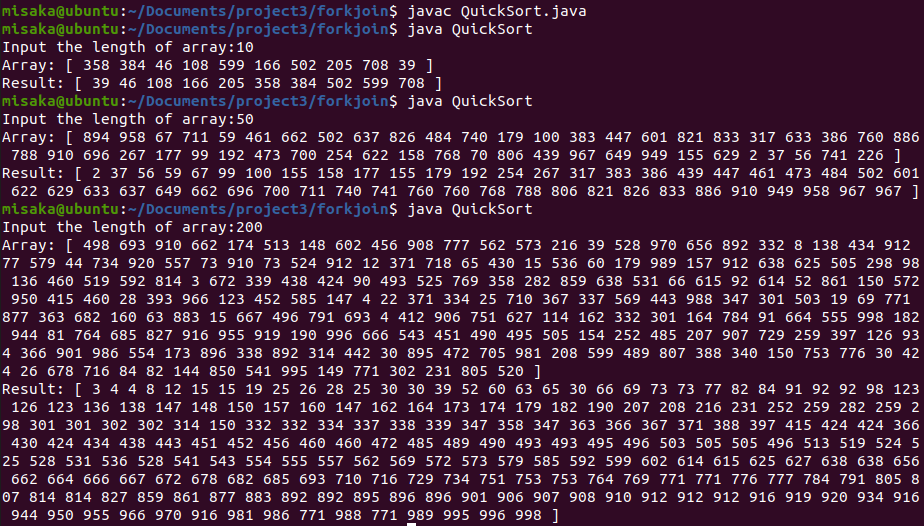 misaka@ubuntu:~/Documents/project3/forkjoin$ javac QuickSort.java
misaka@ubuntu:~/Documents/project3/forkjoin$ java QuickSort
Input the length of array:10
Array: [ 358 384 46 108 599 166 502 205 708 39 ]
Result: [ 39 46 108 166 205 358 384 502 599 708 ]
misaka@ubuntu:~/Documents/project3/forkjoin$ java QuickSort
Input the length of array:50
Array: [ 894 958 67 711 59 461 662 502 637 826 484 740 179 100 383 447 601 821 833 317 633 386 760 886
 788 910 696 267 177 99 192 473 700 254 622 158 768 70 806 439 967 649 949 155 629 2 37 56 741 226 ]
Result: [ 2 37 56 59 67 99 100 155 158 177 155 179 192 254 267 317 383 386 439 447 461 473 484 502 601
 622 629 633 637 649 662 696 700 711 740 741 760 760 768 788 806 821 826 833 886 910 949 958 967 967 ]
misaka@ubuntu:~/Documents/project3/forkjoin$ java QuickSort
Input the length of array:200
Array: [ 498 693 910 662 174 513 148 602 456 908 777 562 573 216 39 528 970 656 892 332 8 138 434 912
77 579 44 734 920 557 73 910 73 524 912 12 371 718 65 430 15 536 60 179 989 157 912 638 625 505 298 98
 136 460 519 592 814 3 672 339 438 424 90 493 525 769 358 282 859 638 531 66 615 92 614 52 861 150 572
 950 415 460 28 393 966 123 452 585 147 4 22 371 334 25 710 367 337 569 443 988 347 301 503 19 69 771
877 363 682 160 63 883 15 667 496 791 693 4 412 906 751 627 114 162 332 301 164 784 91 664 555 998 182
 944 81 764 685 827 916 955 919 190 996 666 543 451 490 495 505 154 252 485 207 907 729 259 397 126 93
4 366 901 986 554 173 896 338 892 314 442 30 895 472 705 981 208 599 489 807 388 340 150 753 776 30 42
4 26 678 716 84 82 144 850 541 995 149 771 302 231 805 520 ]
Result: [ 3 4 4 8 12 15 15 19 25 26 28 25 30 30 39 52 60 63 65 30 66 69 73 73 77 82 84 91 92 92 98 123
 126 123 136 138 147 148 150 157 160 147 162 164 173 174 179 182 190 207 208 216 231 252 259 282 259 2
98 301 301 302 302 314 150 332 332 334 337 338 339 347 358 347 363 366 367 371 388 397 415 424 424 366
 430 424 434 438 443 451 452 456 460 460 472 485 489 490 493 493 495 496 503 505 505 496 513 519 524 5
25 528 531 536 528 541 543 554 555 557 562 569 572 573 579 585 592 599 602 614 615 625 627 638 638 656
 662 664 666 667 672 678 682 685 693 710 716 729 734 751 753 753 764 769 771 771 776 777 784 791 805 8
07 814 814 827 859 861 877 883 892 892 895 896 896 901 906 907 908 910 912 912 912 916 919 920 934 916
 944 950 955 966 970 916 981 986 771 988 771 989 995 996 998 ]